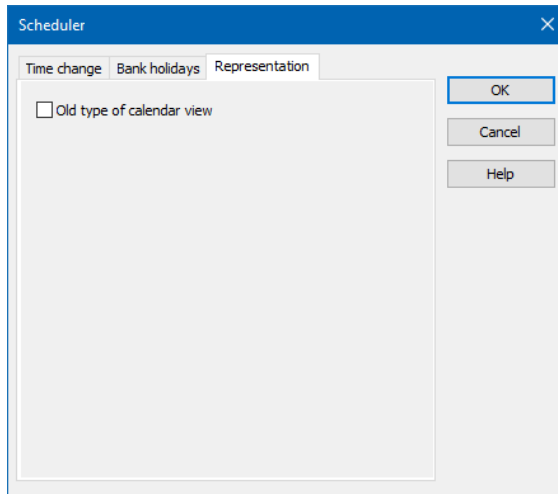 Scheduler
Time change Bank holidays Representation
OK
Old type of calendar view
Cancel
Help